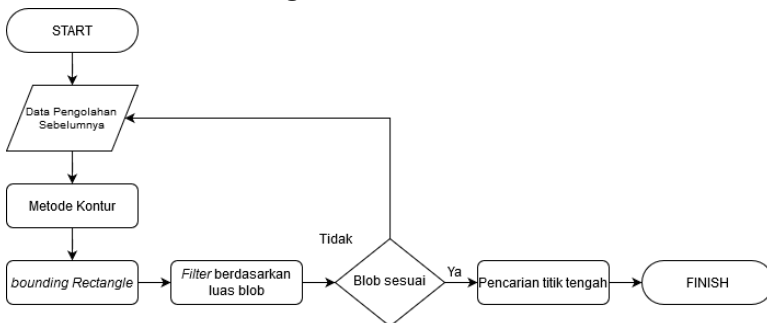 START
Data Pengolahan
Sebelumnya
Metode Kontur
bounding Rectangle
Filter berdasarkan
luas blob
Tidak
Blob sesuai
Ya
Pencarian titik tengah
FINISH